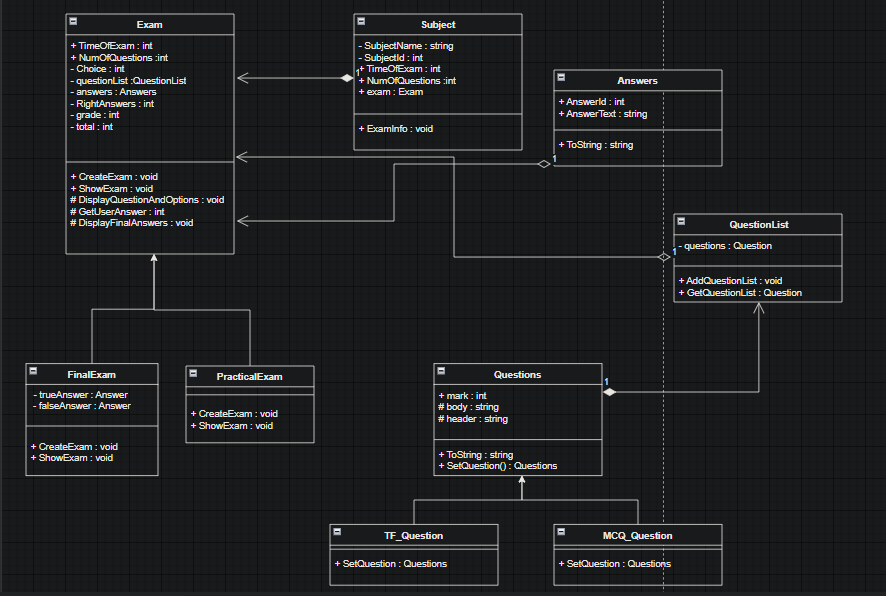 Exam
+ TimeOfExam : int
+ NumOfQuestions :int
- Choice : int
- questionList :QuestionList
- answers : Answers
- RightAnswers : int
- grade : int
- total : int
+ CreateExam : void
+ ShowExam : void
# DisplayQuestionAndOptions : void
# GetUserAnswer : int
# DisplayFinalAnswers : void
Subject
- SubjectName : string
- SubjectId : int
+ TimeOfExam : int
+ NumOfQuestions :int
+ exam : Exam
+ ExamInfo : void
1
Answers
+ AnswerId : int
+ AnswerText : string
+ ToString : string
1
QuestionList
- questions : Question
+ AddQuestionList : void
+ GetQuestionList : Question
1
FinalExam
- trueAnswer : Answer
- falseAnswer : Answer
+ CreateExam : void
+ ShowExam : void
PracticalExam
+ CreateExam : void
+ ShowExam : void
Questions
+ mark : int
# body : string
# header : string
+ ToString : string
+ SetQuestion() : Questions
1
TF_Question
+ SetQuestion : Questions
MCQ_Question
+ SetQuestion : Questions